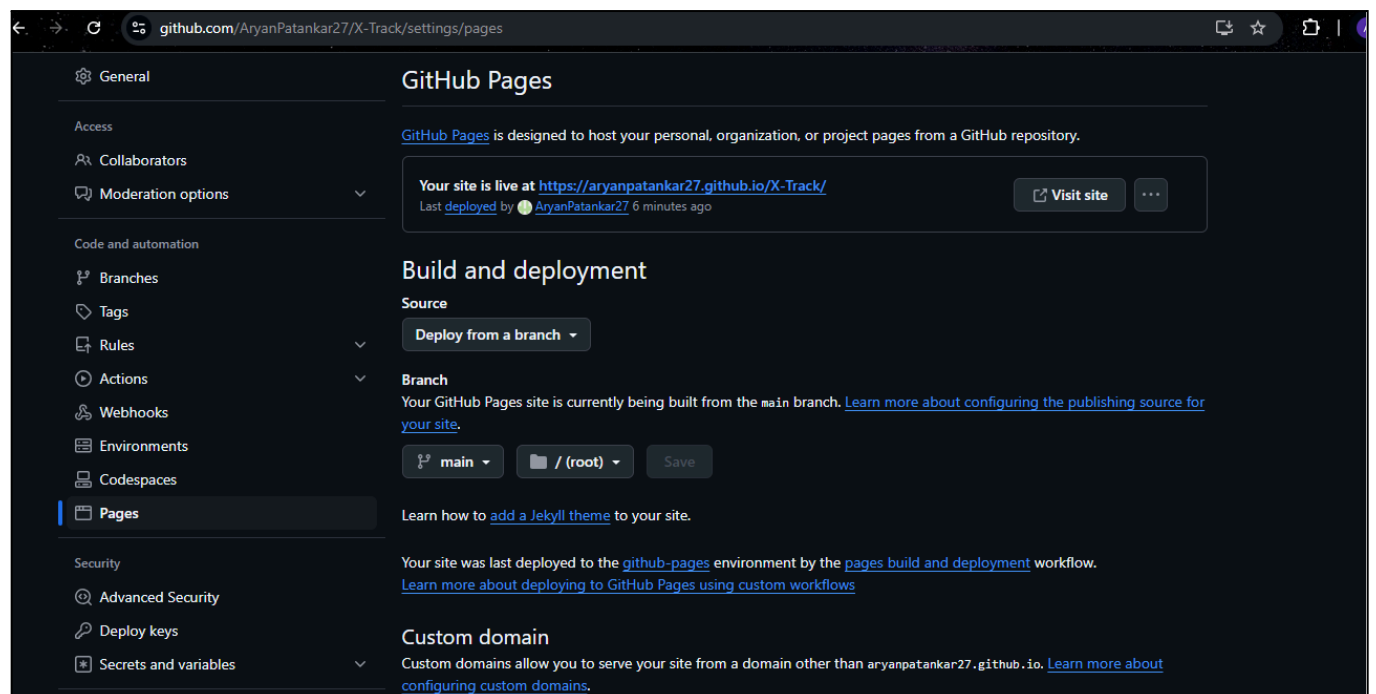 github.com/AryanPatankar27/X-Track/settings/pages
General
Access
Collaborators
Moderation options
Code and automation
Branches
Tags
Rules
Actions
Webhooks
Environments
Codespaces
Pages
Security
Advanced Security
Deploy keys
Secrets and variables
GitHub Pages
GitHub Pages is designed to host your personal, organization, or project pages from a GitHub repository.
Your site is live at https://aryanpatankar27.github.io/X-Track/
Last deployed by AryanPatankar27 6 minutes ago
Visit site
Build and deployment
Source
Deploy from a branch
Branch
Your GitHub Pages site is currently being built from the main branch. Learn more about configuring the publishing source for
your site.
main
/ (root)
Save
Learn how to add a Jekyll theme to your site.
Your site was last deployed to the github-pages environment by the pages build and deployment workflow.
Learn more about deploying to GitHub Pages using custom workflows
Custom domain
Custom domains allow you to serve your site from a domain other than aryanpatankar27.github.io. Learn more about
configuring custom domains.